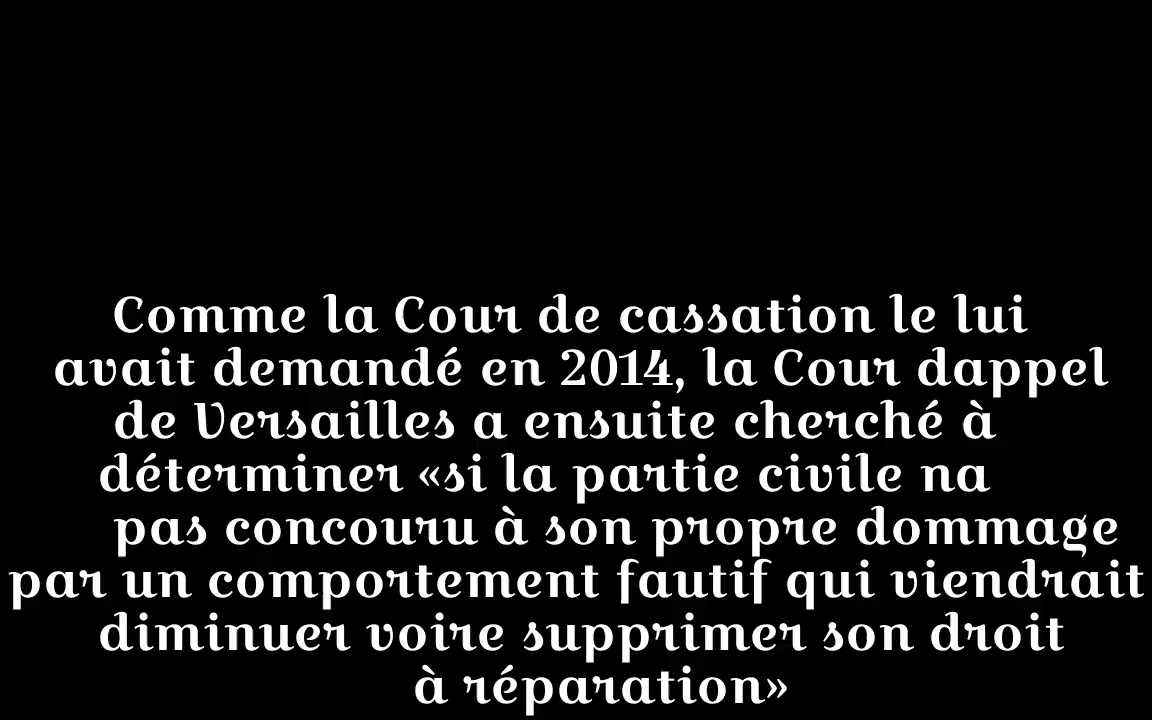 Comme la Cour de cassation le lui
avait demandé en 2014, la Cour dappel
de Versailles a ensuite cherché à
déterminer «si la partie civile na
pas concouru à son propre dommage
par un comportement fautif qui viendrait
diminuer voire supprimer son droit
à réparation»